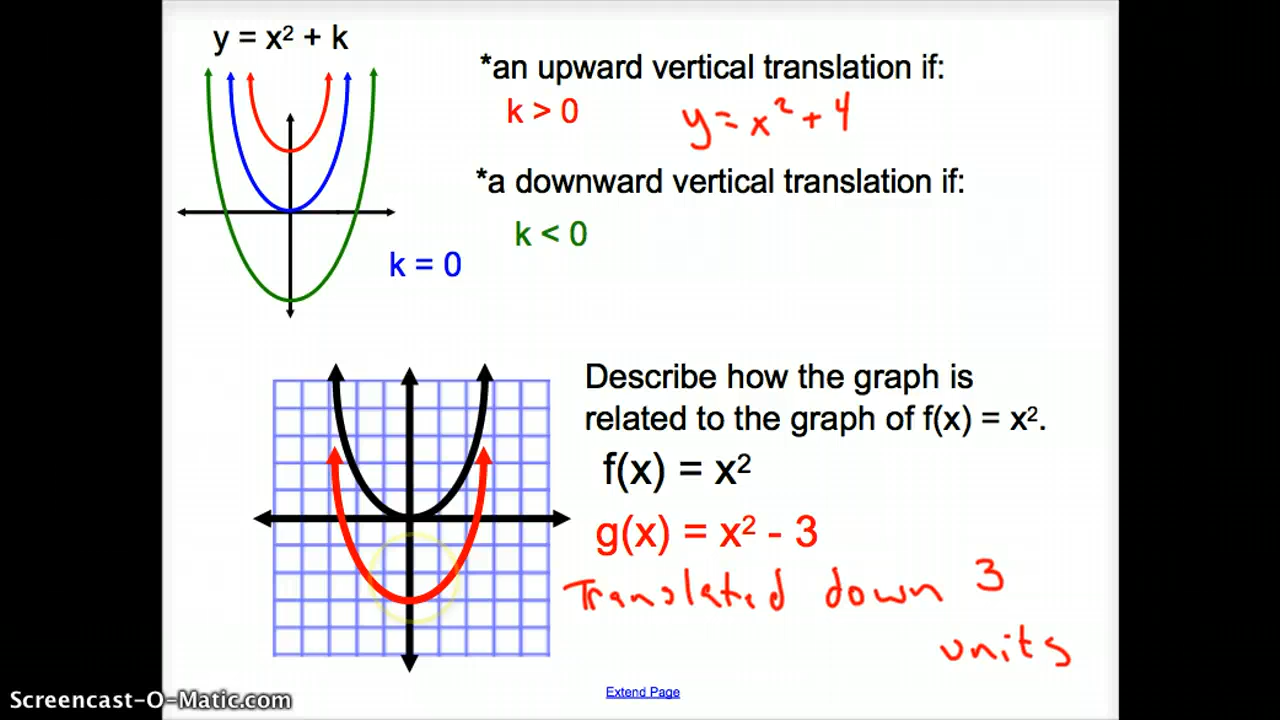 y = x² + k
*an upward vertical translation if:
k > 0
y = x² + 4
*a downward vertical translation if:
k < 0
k = 0
Describe how the graph is
related to the graph of f(x) = x².
f(x) = x²
g(x) = x² - 3
Translated down 3
units
Extend Page
Screencast-O-Matic.com